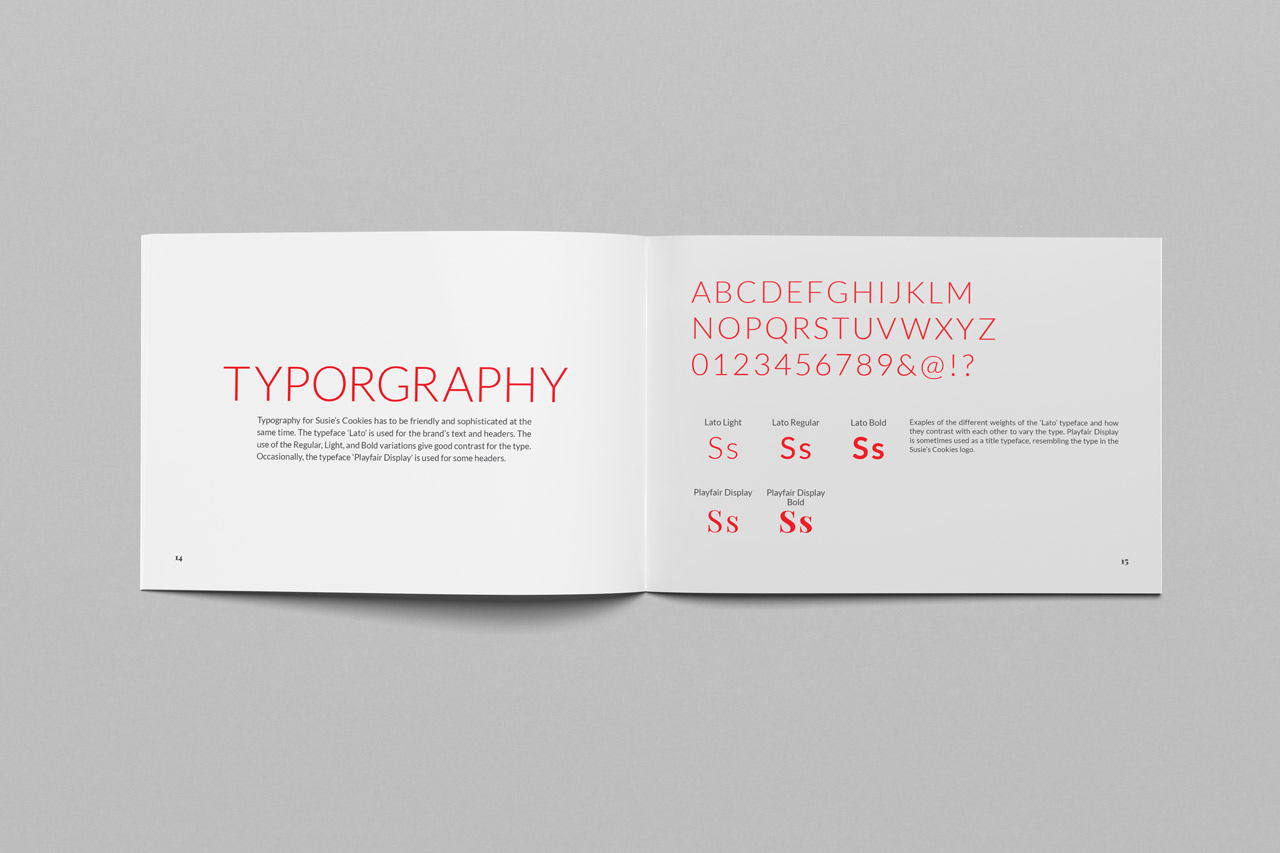 TYPORGRAPHY
Typography for Susie's Cookies has to be friendly and sophisticated at the
same time. The typeface 'Lato' is used for the brand's text and headers. The
use of the Regular, Light, and Bold variations give good contrast for the type.
Occasionally, the typeface 'Playfair Display' is used for some headers.
14
ABCDEFGHIJKLM
NOPQRSTUVWXYZ
0123456789&@!?
Lato Light
Ss
Lato Regular
Ss
Lato Bold
Ss
Exaples of the different weights of the 'Lato' typeface and how
they contrast with each other to vary the type. Playfair Display
is sometimes used as a title typeface, resembling the type in the
Susie's Cookies logo.
Playfair Display
Ss
Playfair Display
Bold
Ss
15